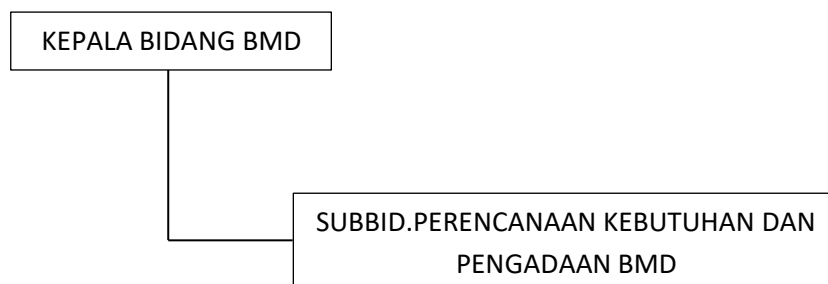 KEPALA BIDANG BMD
SUBBID.PERENCANAAN KEBUTUHAN DAN
PENGADAAN BMD